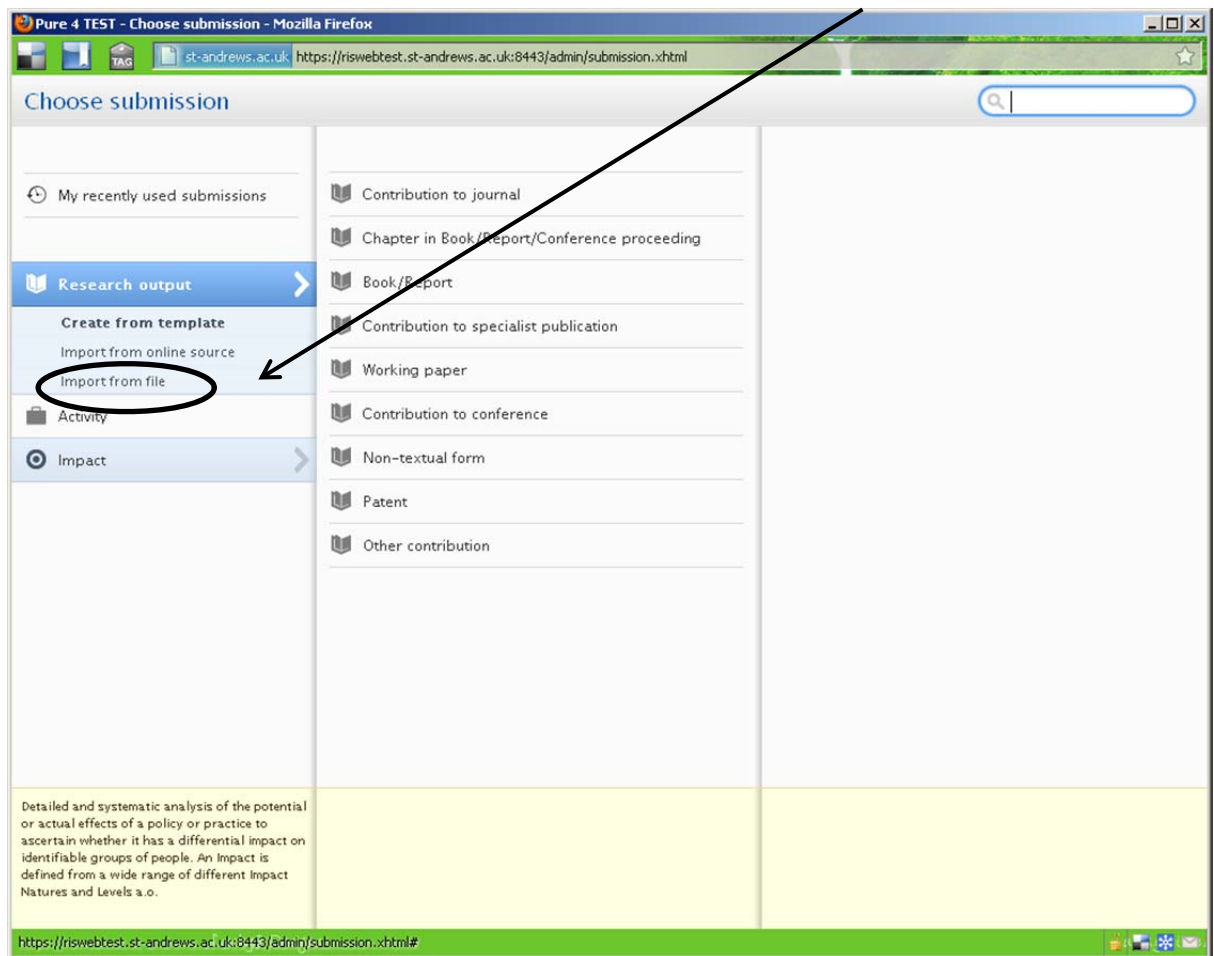 Pure 4 TEST - Choose submission - Mozilla Firefox
TAG
st-andrews.ac.uk https://riswebtest.st-andrews.ac.uk:8443/admin/submission.xhtml
Choose submission
My recently used submissions
Research output
Create from template
Import from online source
Import from file
Activity
Impact
Contribution to journal
Chapter in Book/Report/Conference proceeding
Book/Report
Contribution to specialist publication
Working paper
Contribution to conference
Non-textual form
Patent
Other contribution
Detailed and systematic analysis of the potential
or actual effects of a policy or practice to
ascertain whether it has a differential impact on
identifiable groups of people. An Impact is
defined from a wide range of different Impact
Natures and Levels a.o.
https://riswebtest.st-andrews.ac.uk:8443/admin/submission.xhtml#